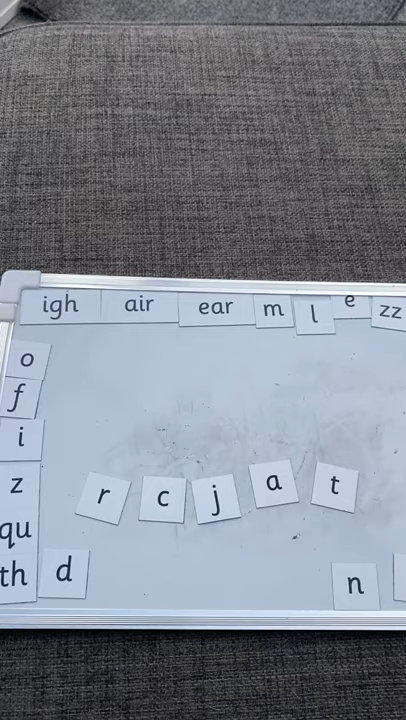 igh air ear m l e zz
o
f
i
z
r c j a t
qu
th d n